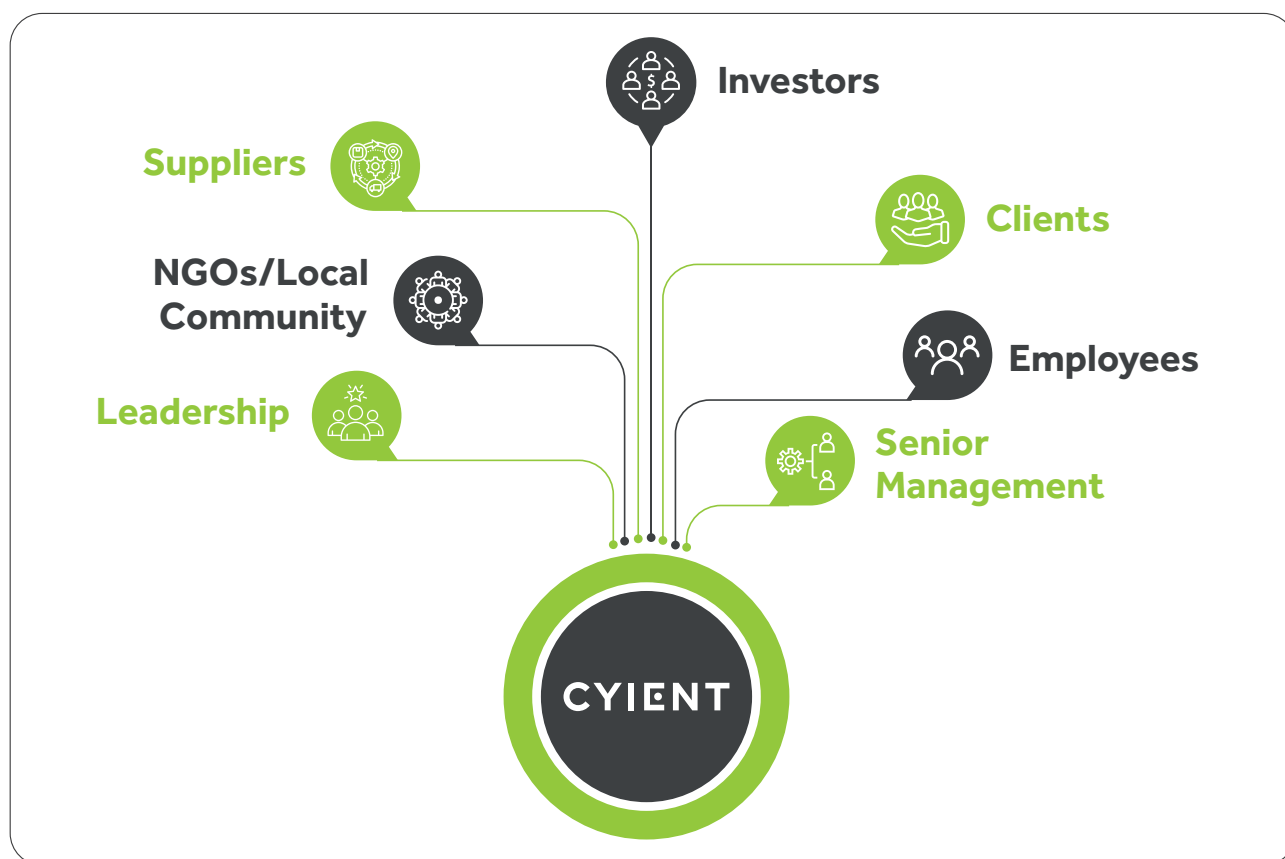 Investors
Suppliers
Clients
NGOs/Local
Community
Employees
Leadership
Senior
Management
$
CYIENT